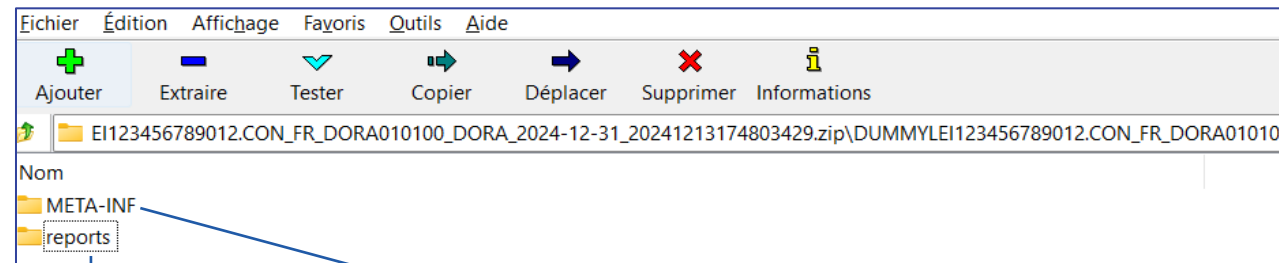 Fichier Édition Affichage Favoris Outils Aide
Ajouter Extraire Tester Copier Déplacer Supprimer Informations
EI123456789012.CON_FR_DORA010100_DORA_2024-12-31_20241213174803429.zip\DUMMYLEI123456789012.CON_FR_DORA01010
Nom
META-INF
reports